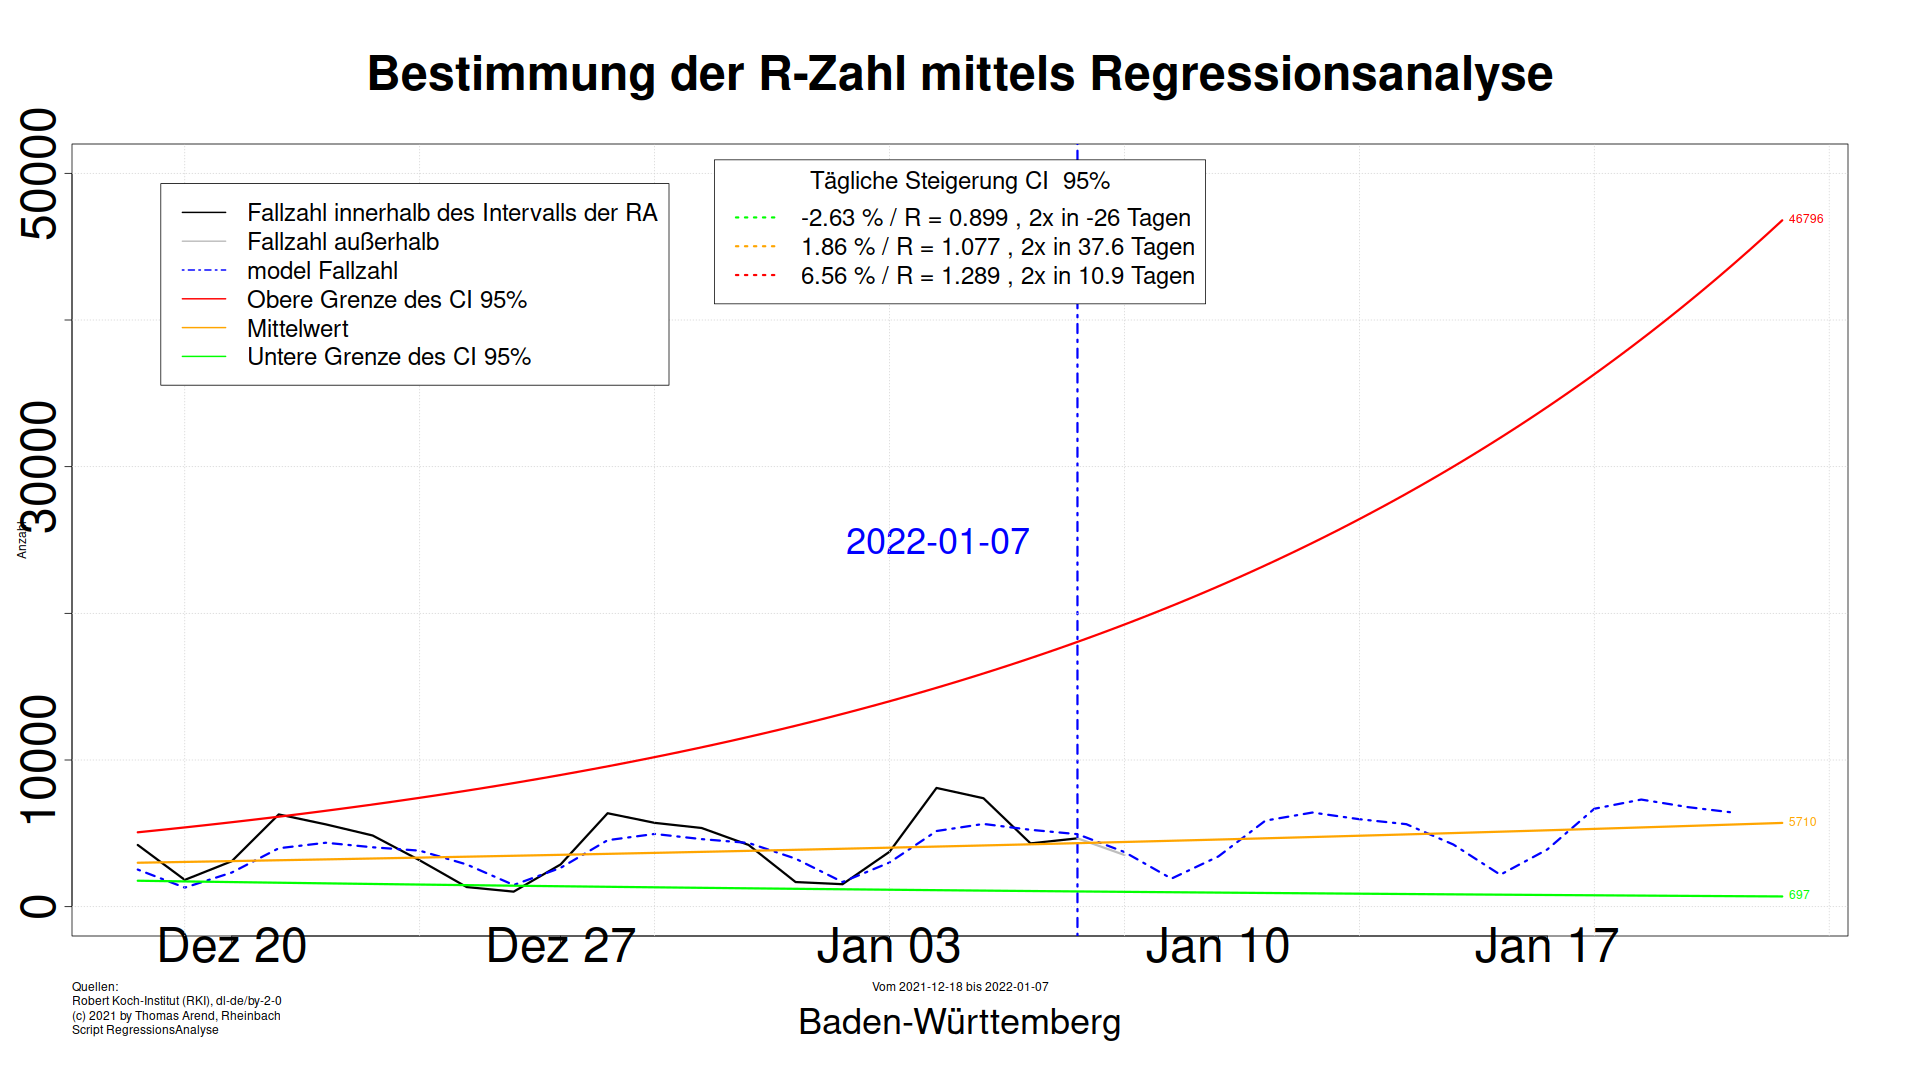 Bestimmung der R-Zahl mittels Regressionsanalyse
Anzahl
50000
30000
10000
0
Fallzahl innerhalb des Intervalls der RA
Fallzahl außerhalb
model Fallzahl
Obere Grenze des CI 95%
Mittelwert
Untere Grenze des CI 95%
Tägliche Steigerung CI 95%
-2.63 % / R = 0.899 , 2x in -26 Tagen
1.86 % / R = 1.077 , 2x in 37.6 Tagen
6.56 % / R = 1.289 , 2x in 10.9 Tagen
46796
2022-01-07
5710
697
Dez 20
Dez 27
Jan 03
Jan 10
Jan 17
Quellen:
Robert Koch-Institut (RKI), dl-de/by-2-0
(c) 2021 by Thomas Arend, Rheinbach
Script RegressionsAnalyse
Vom 2021-12-18 bis 2022-01-07
Baden-Württemberg